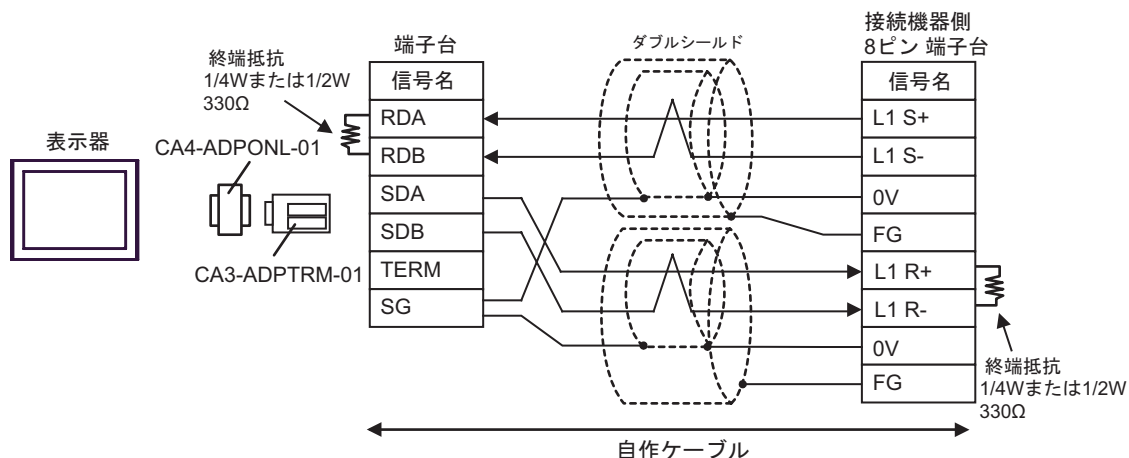 接続機器側
8ピン 端子台
端子台
ダブルシールド
終端抵抗
1/4Wまたは1/2W
330Ω
信号名
信号名
RDA
L1 S+
表示器
CA4-ADPONL-01
RDB
L1 S-
SDA
0V
SDB
FG
CA3-ADPTRM-01
TERM
L1 R+
SG
L1 R-
0V
FG
終端抵抗
1/4Wまたは1/2W
330Ω
自作ケーブル